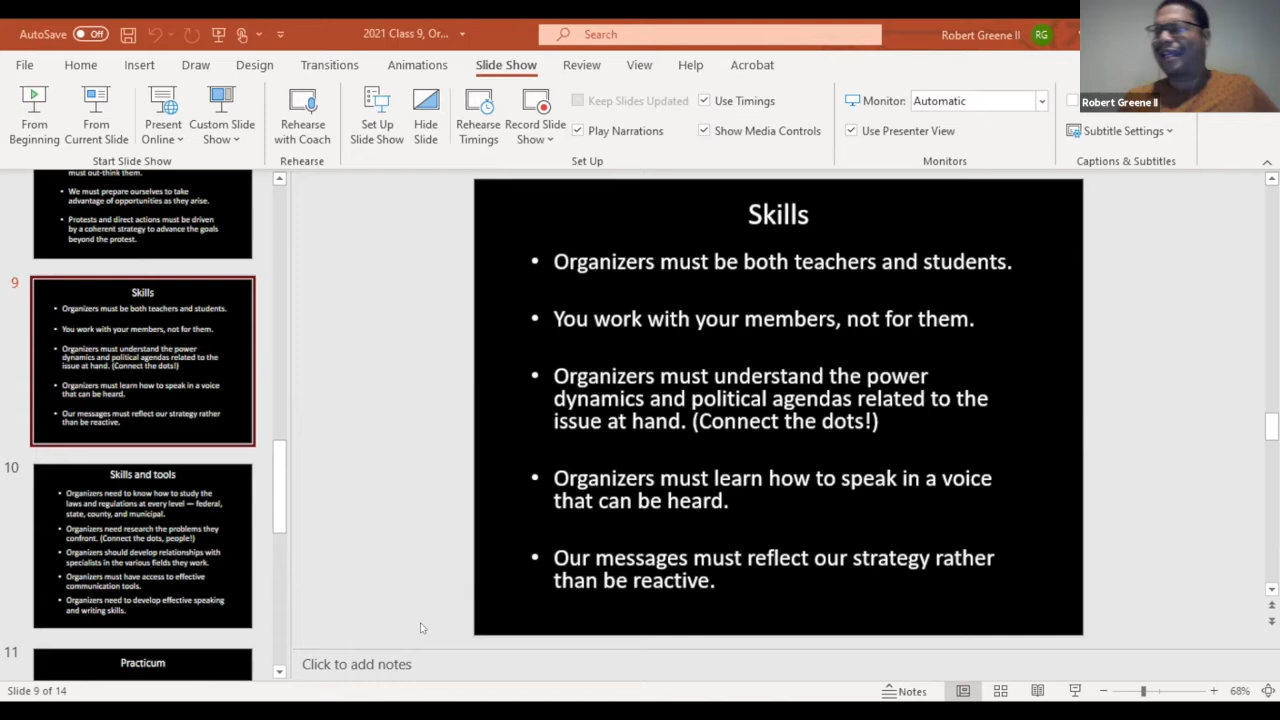 AutoSave
Off
2021 Class 9, Or...
Search
Robert Greene II
RG
Robert Greene II
File
Home
Insert
Draw
Design
Transitions
Animations
Slide Show
Review
View
Help
Acrobat
From
Beginning
From
Current Slide
Present
Online
Custom Slide
Show
Start Slide Show
Rehearse
with Coach
Rehearse
Set Up
Slide Show
Hide
Slide
Rehearse
Timings
Record Slide
Show
Keep Slides Updated
Play Narrations
Use Timings
Show Media Controls
Set Up
Monitor:
Automatic
Use Presenter View
Monitors
Subtitle Settings
Captions & Subtitles
must out-think them.
• We must prepare ourselves to take
advantage of opportunities as they arise.
• Protests and direct actions must be driven
by a coherent strategy to advance the goals
beyond the protest.
9
Skills
• Organizers must be both teachers and students.
• You work with your members, not for them.
• Organizers must understand the power
dynamics and political agendas related to the
issue at hand. (Connect the dots!)
• Organizers must learn how to speak in a voice
that can be heard.
• Our messages must reflect our strategy rather
than be reactive.
10
Skills and tools
• Organizers need to know how to study the
laws and regulations at every level — federal,
state, county, and municipal.
• Organizers need research the problems they
confront. (Connect the dots, people!)
• Organizers should develop relationships with
specialists in the various fields they work.
• Organizers must have access to effective
communication tools.
• Organizers need to develop effective speaking
and writing skills.
11
Practicum
Skills
• Organizers must be both teachers and students.
• You work with your members, not for them.
• Organizers must understand the power
dynamics and political agendas related to the
issue at hand. (Connect the dots!)
• Organizers must learn how to speak in a voice
that can be heard.
• Our messages must reflect our strategy rather
than be reactive.
Click to add notes
Slide 9 of 14
Notes
68%